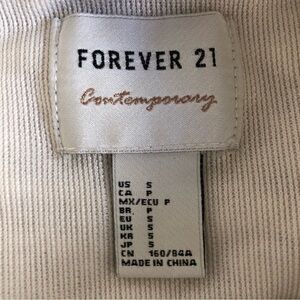 FOREVER 21
Contemporary
US S
CA P
MX/ECU P
BR. P
EU S
UK S
KR S
JP S
CN 160/84A
MADE IN CHINA